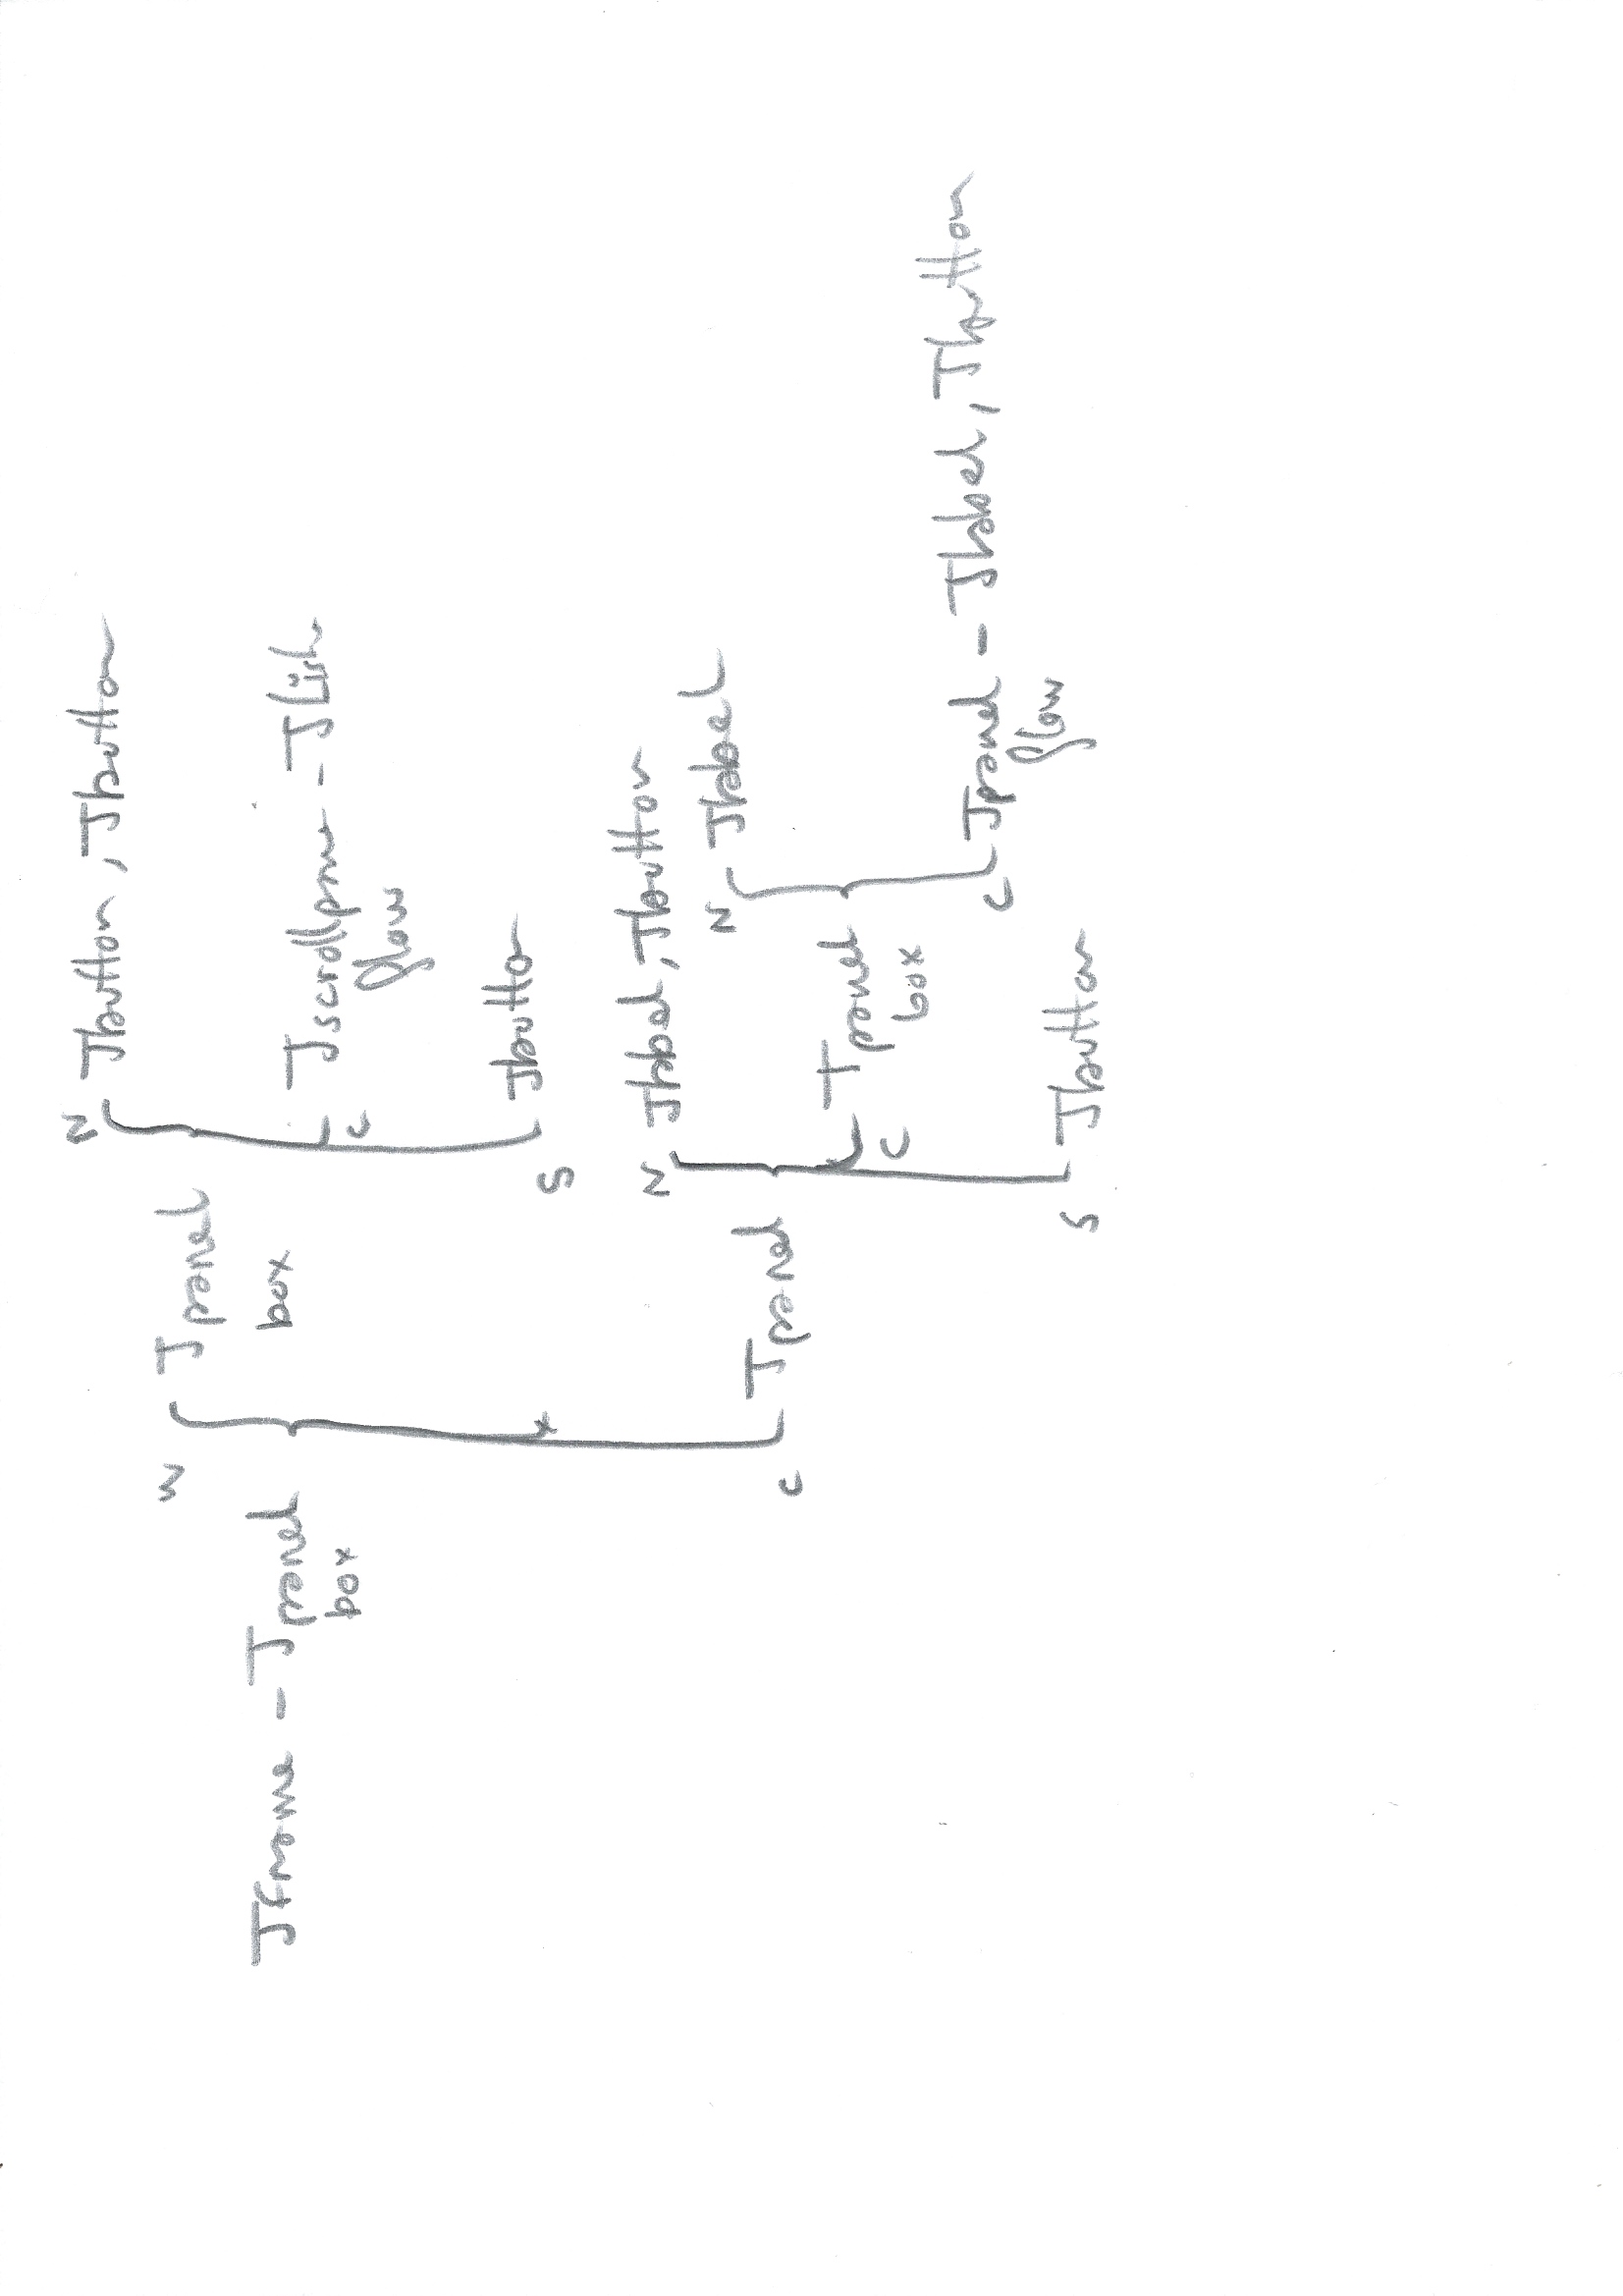 N Jbutton, Jbutton
Jpanel
box
C Jscrollpane - Jlist
flow
S Jbutton
W
Jframe - Jpanel
box
N Jlabel, Jbutton
N Jlabel
C Jpanel
C Jpanel
box
C Jpanel - Jlabel, Jbutton
flow
S Jbutton